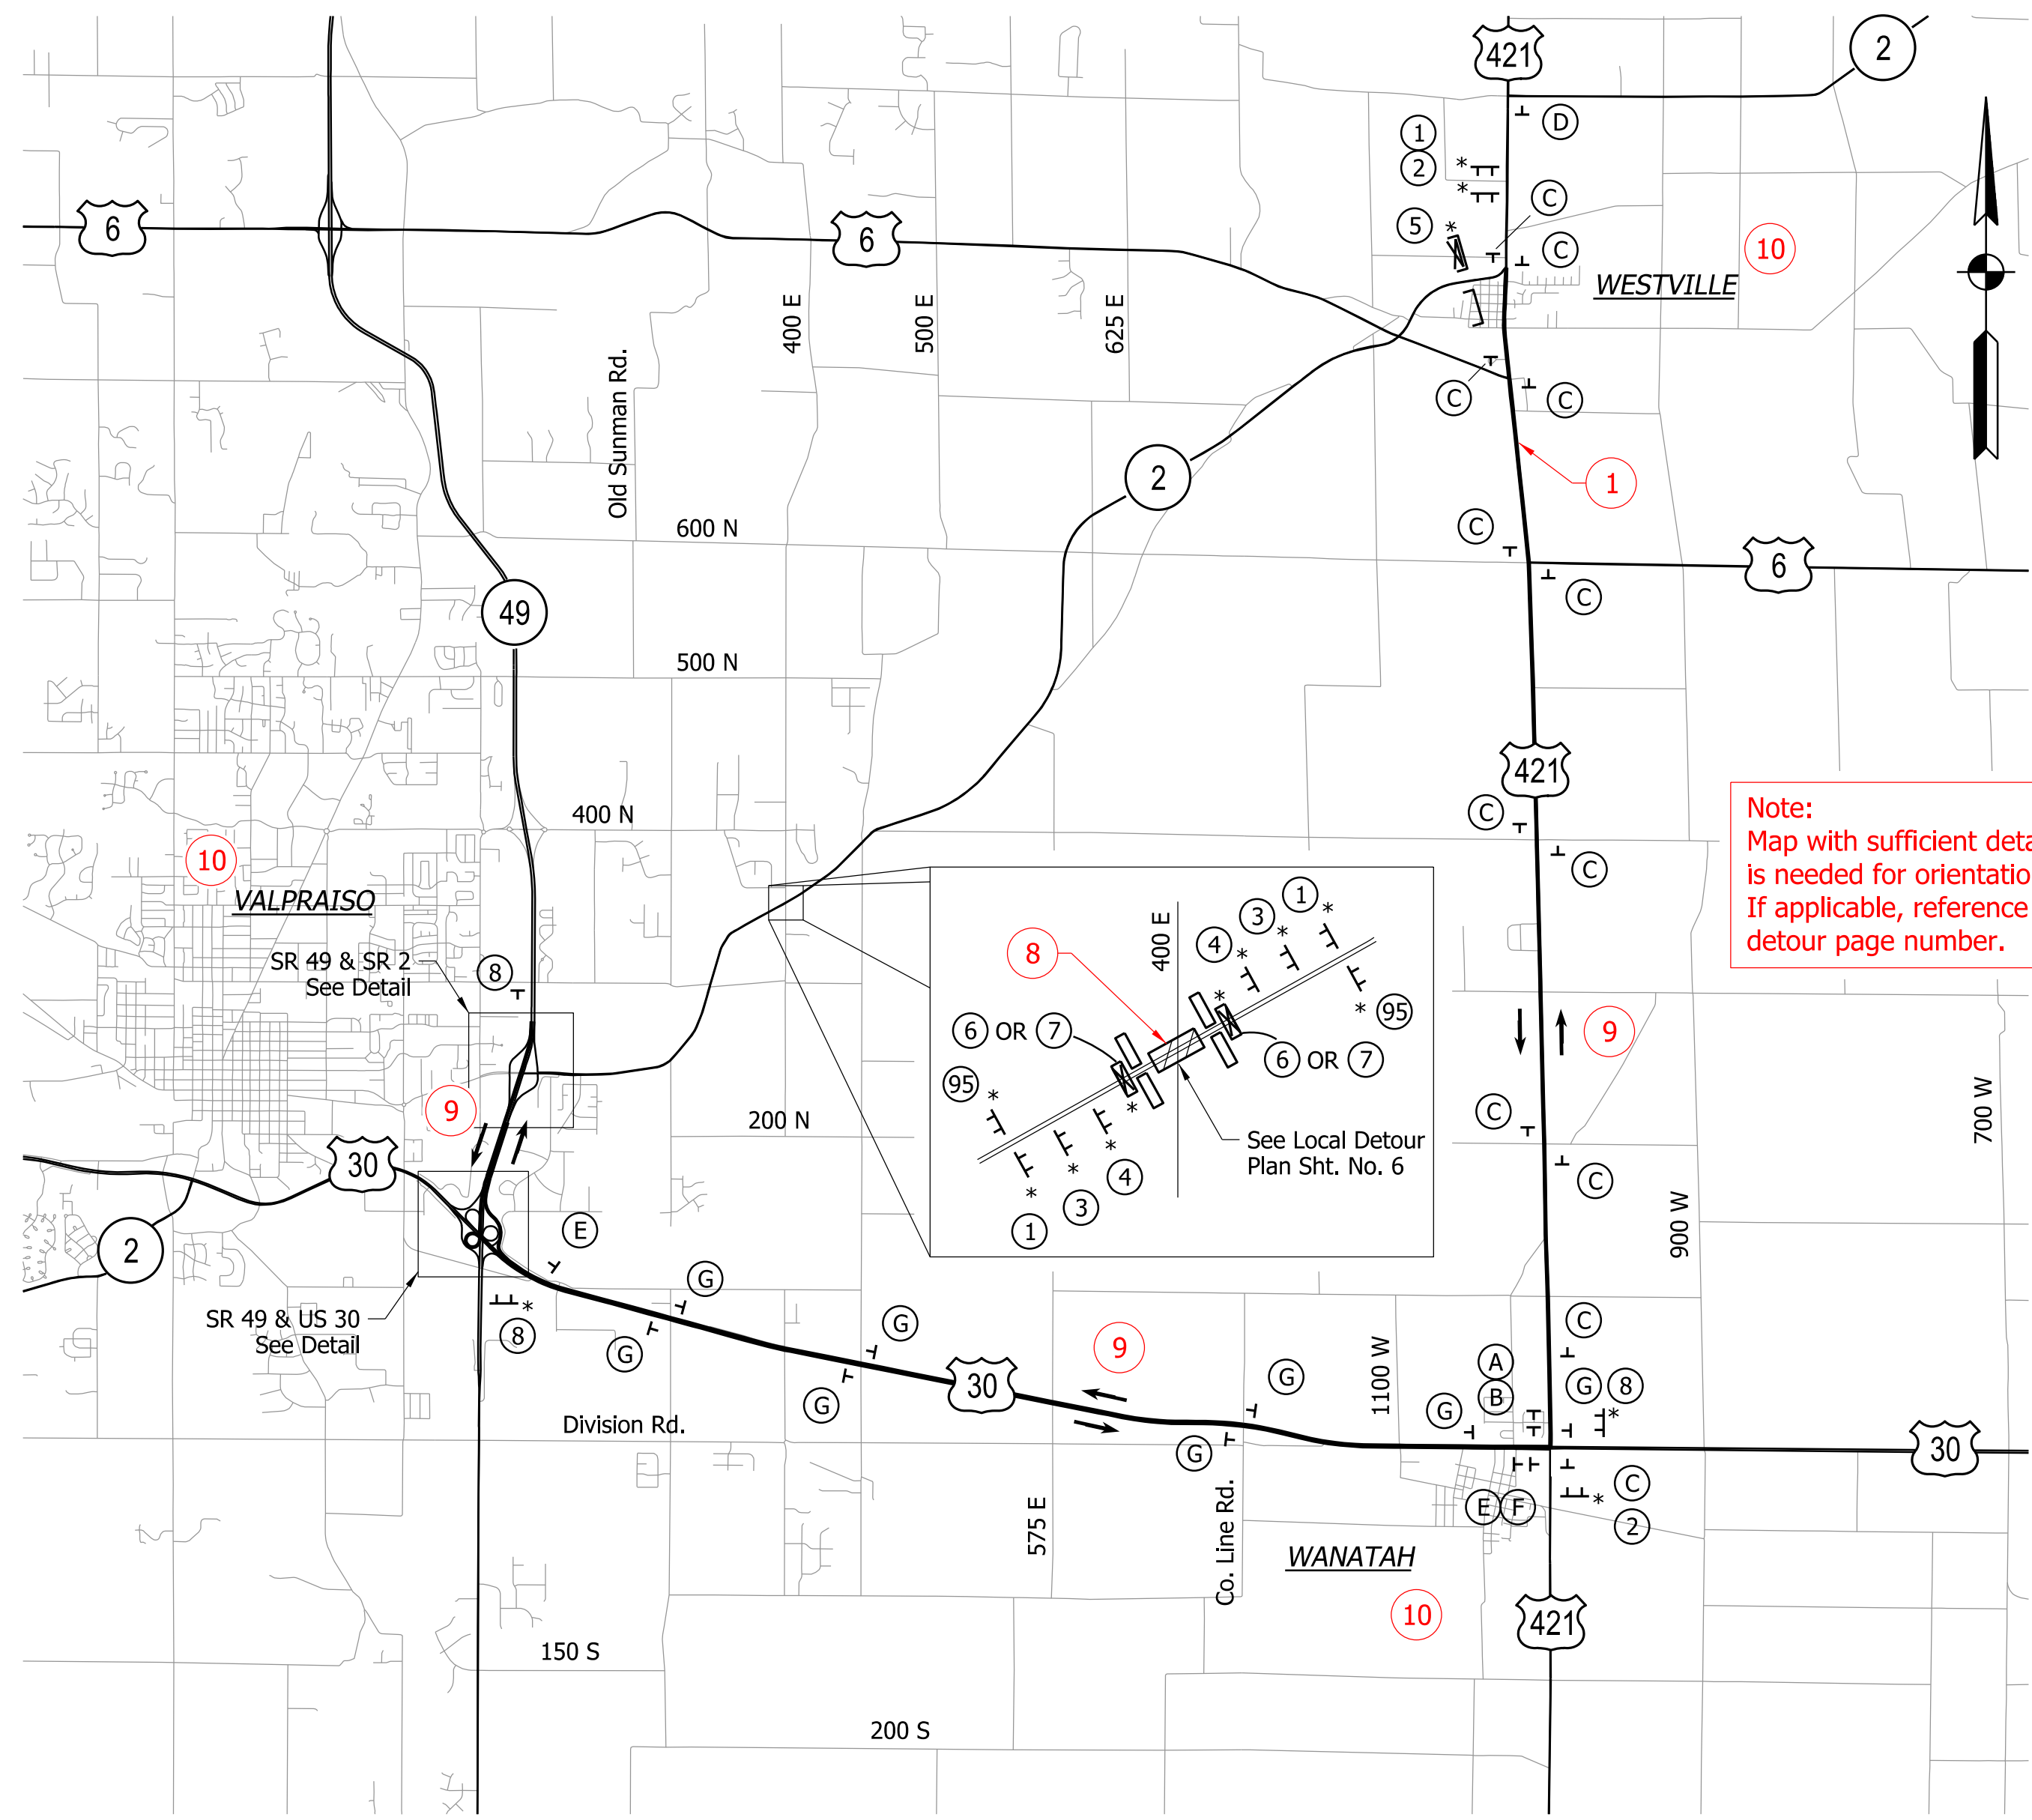 421
2
D
1
2
*
*
C
5
*
C
10
6
6
WESTVILLE
400 E
500 E
625 E
Old Sunman Rd.
C
C
2
1
600 N
C
6
C
49
500 N
421
Note:
Map with sufficient deta
is needed for orientatio
If applicable, reference
detour page number.
400 N
C
C
10
VALPRAISO
SR 49 & SR 2
See Detail
8
8
400 E
4
*
3
*
1
*
*
* 95
6 OR 7
6 OR 7
95
*
*
*
*
*
4
3
1
See Local Detour
Plan Sht. No. 6
9
9
C
C
200 N
700 W
900 W
30
2
E
G
G
*
8
SR 49 & US 30
See Detail
G
G
30
9
G
G
1100 W
C
A
B
G
G
8
*
Division Rd.
30
E
F
C
*
2
575 E
Co. Line Rd.
WANATAH
10
421
150 S
200 S